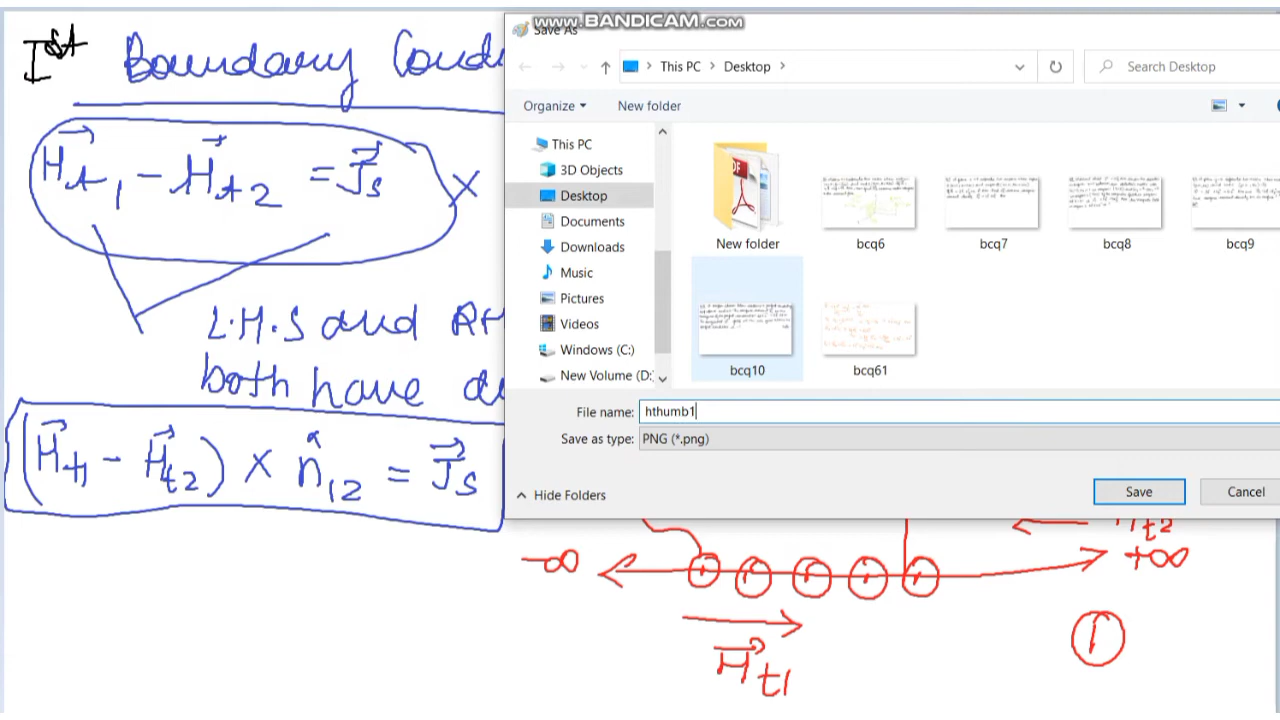 www.BANDICAM.com
Save As
This PC > Desktop >
Search Desktop
Organize
New folder
This PC
3D Objects
Desktop
Documents
Downloads
Music
Pictures
Videos
Windows (C:)
New Volume (D:
New folder
bcq6
bcq7
bcq8
bcq9
bcq10
bcq61
File name: hthumb1
Save as type: PNG (*.png)
Hide Folders
Save
Cancel
Ist Boundary Cond
H⃗t1 - H⃗t2 = J⃗s ×
L.H.S and RH
both have d
(H⃗t1 - H⃗t2) × n̂12 = J⃗s
Ht2
-∞
+∞
H⃗t1
1